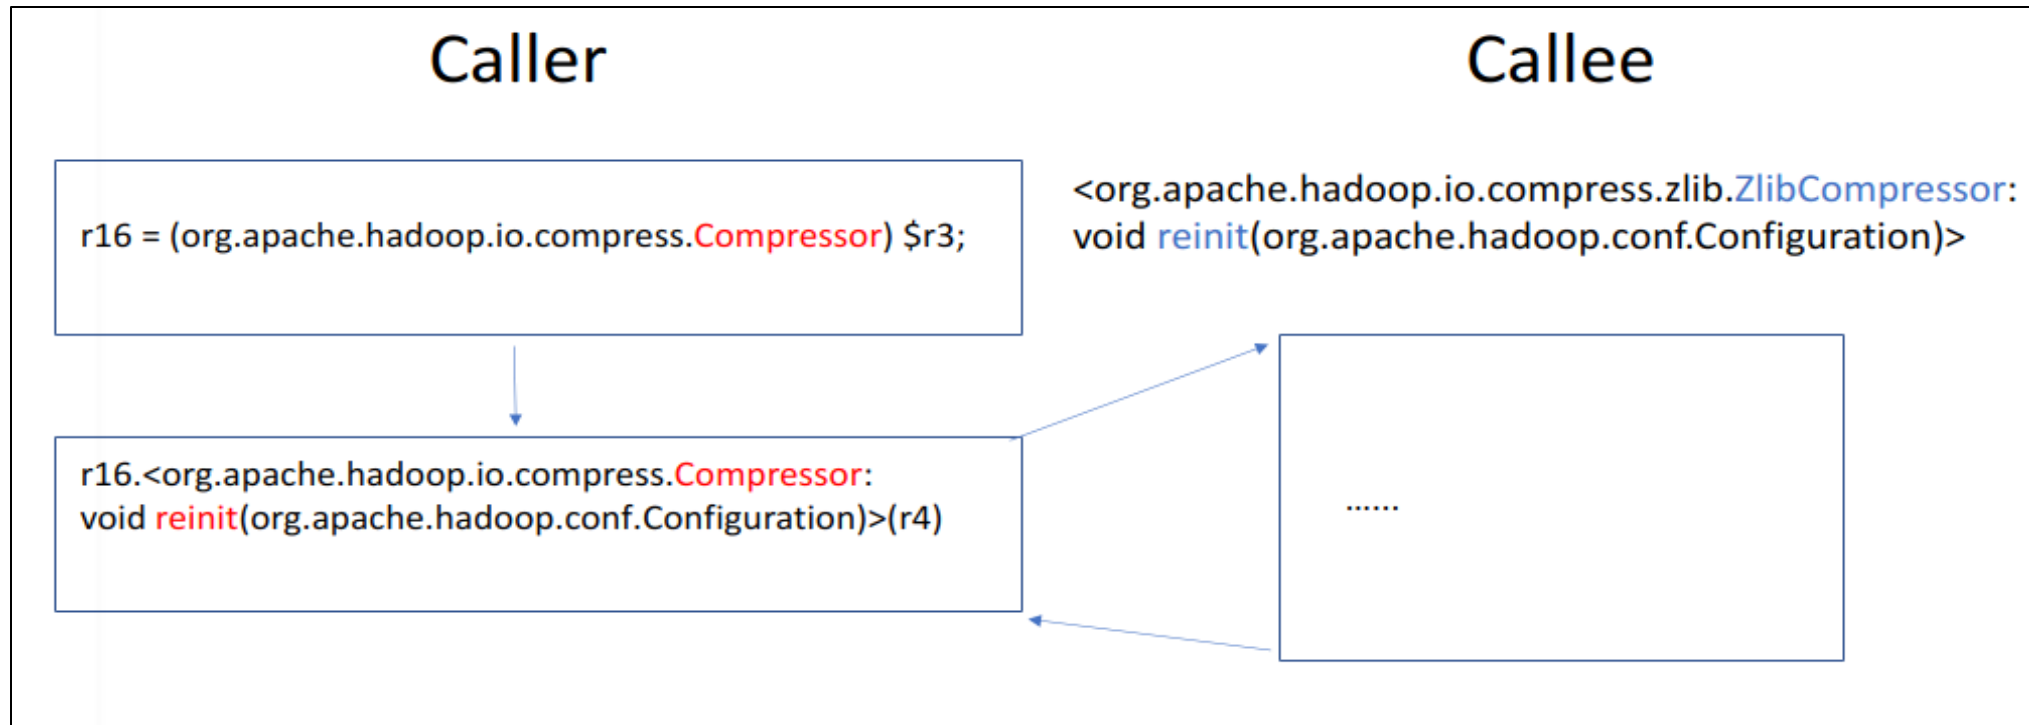 Caller
Callee
r16 = (org.apache.hadoop.io.compress.Compressor) $r3;
<org.apache.hadoop.io.compress.zlib.ZlibCompressor:
void reinit(org.apache.hadoop.conf.Configuration)>
r16.<org.apache.hadoop.io.compress.Compressor:
void reinit(org.apache.hadoop.conf.Configuration)>(r4)
......